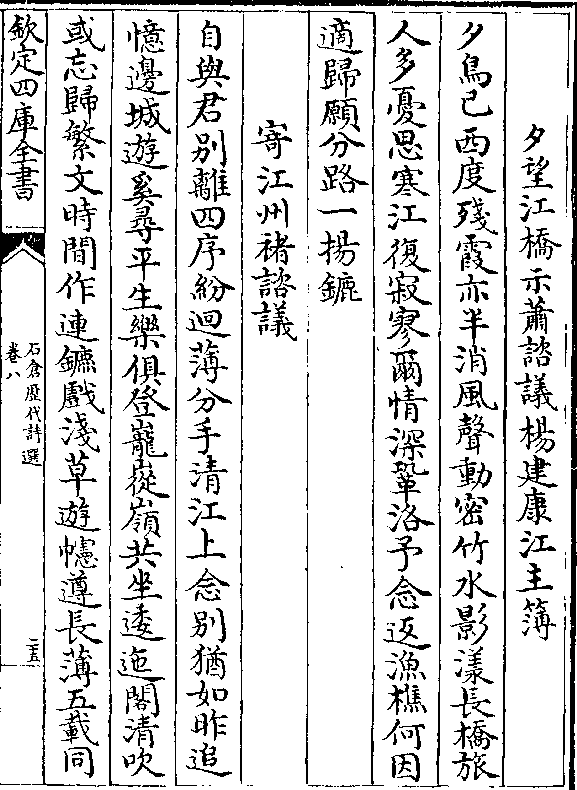 夕望江橋示蕭諮議楊建康江主簿
夕鳥已西度殘霞亦半消風聲動密竹水影漾長橋旅
人多憂思寒江復寂寥爾情深鞏洛予念返漁樵何因
適歸願分路一揚鑣
寄江州褚諮議
自與君別離四序紛迴薄分手清江上念別猶如昨追
憶邊城遊奚尋平生樂俱登巃嵷嶺共坐逶迤閣清吹
或忘歸繁文時間作連鑣戲淺草遊幰遵長薄五載同
欽定四庫全書
石倉歷代詩選
卷八
二五